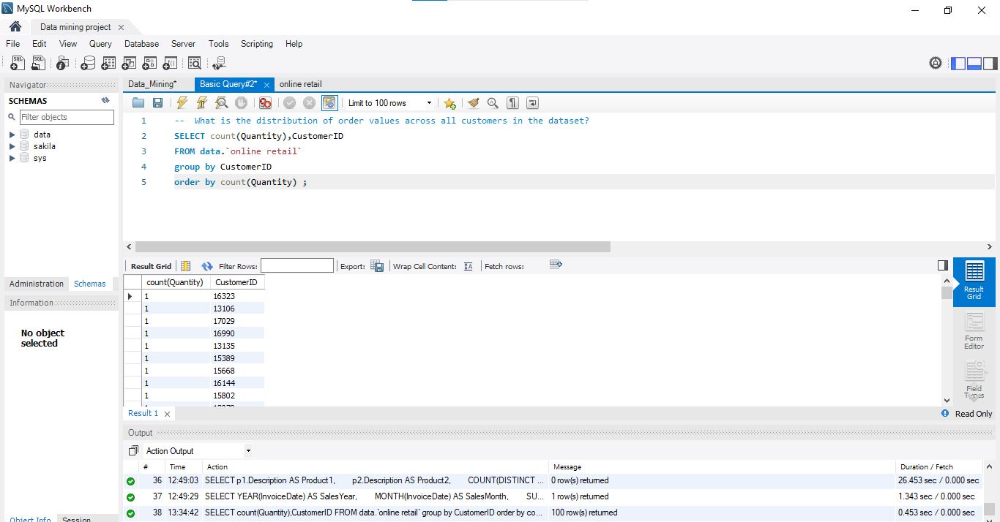 MySQL Workbench
Data mining project
File Edit View Query Database Server Tools Scripting Help
Navigator
SCHEMAS
Filter objects
data
sakila
sys
Administration Schemas
Information
No object
selected
Object Info Session
Data_Mining* Basic Query#2* online retail
Limit to 100 rows
1 -- What is the distribution of order values across all customers in the dataset?
2 SELECT count(Quantity),CustomerID
3 FROM data.`online retail`
4 group by CustomerID
5 order by count(Quantity) ;
Result Grid Filter Rows: Export: Wrap Cell Content: Fetch rows:
count(Quantity) CustomerID
1 16323
1 13106
1 17029
1 16990
1 13135
1 15389
1 15668
1 16144
1 15802
Result
Grid
Form
Editor
Field
Types
Result 1
Read Only
Output
Action Output
# Time Action Message Duration / Fetch
36 12:49:03 SELECT p1.Description AS Product1, p2.Description AS Product2, COUNT(DISTINCT ... 0 row(s) returned 26.453 sec / 0.000 sec
37 12:49:29 SELECT YEAR(InvoiceDate) AS SalesYear, MONTH(InvoiceDate) AS SalesMonth, SU... 1 row(s) returned 1.343 sec / 0.000 sec
38 13:34:42 SELECT count(Quantity),CustomerID FROM data.`online retail` group by CustomerID order by co... 100 row(s) returned 0.453 sec / 0.000 sec